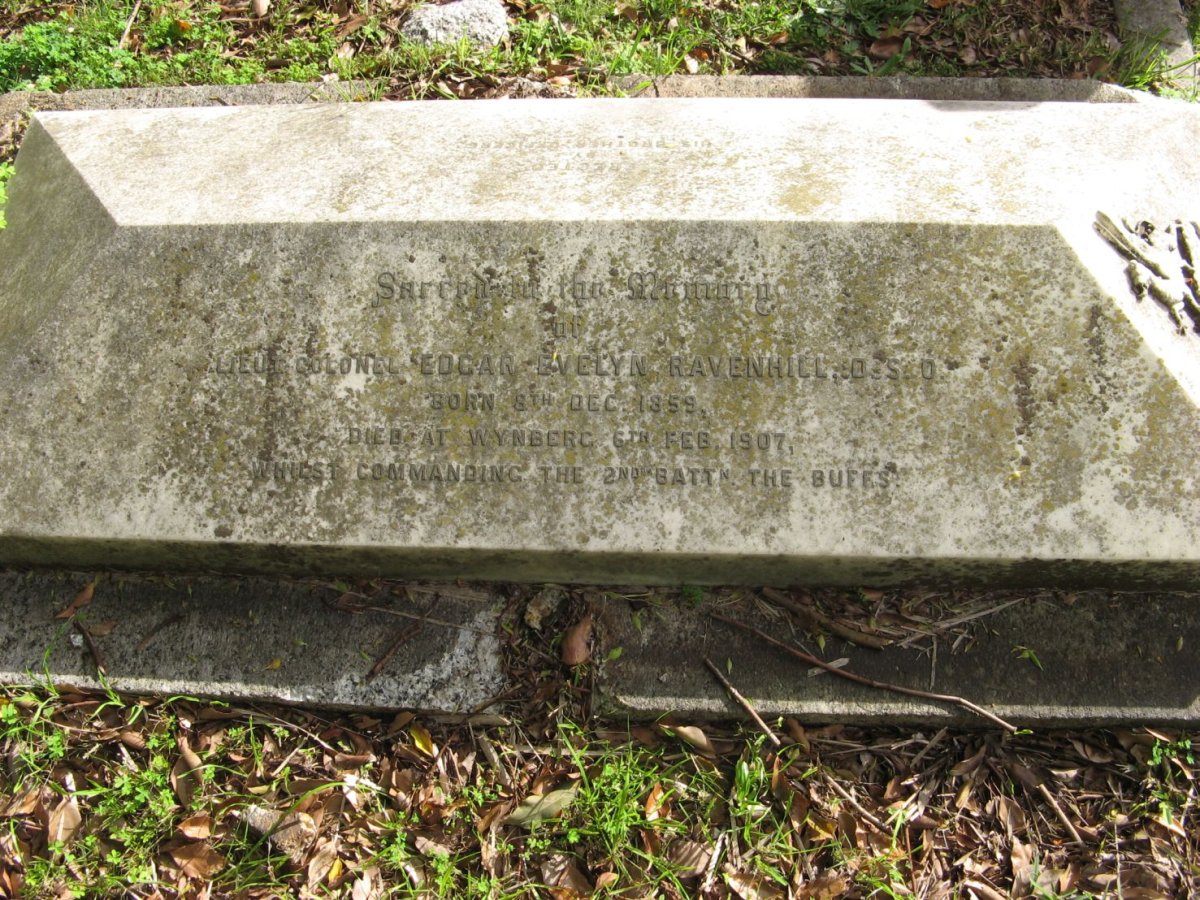 Sacred to the Memory
of
LIEUT. COLONEL EDGAR EVELYN RAVENHILL, D.S.O.
BORN 8TH DEC. 1859,
DIED AT WYNBERG 6TH FEB. 1907,
WHILST COMMANDING THE 2ND BATTN THE BUFFS.